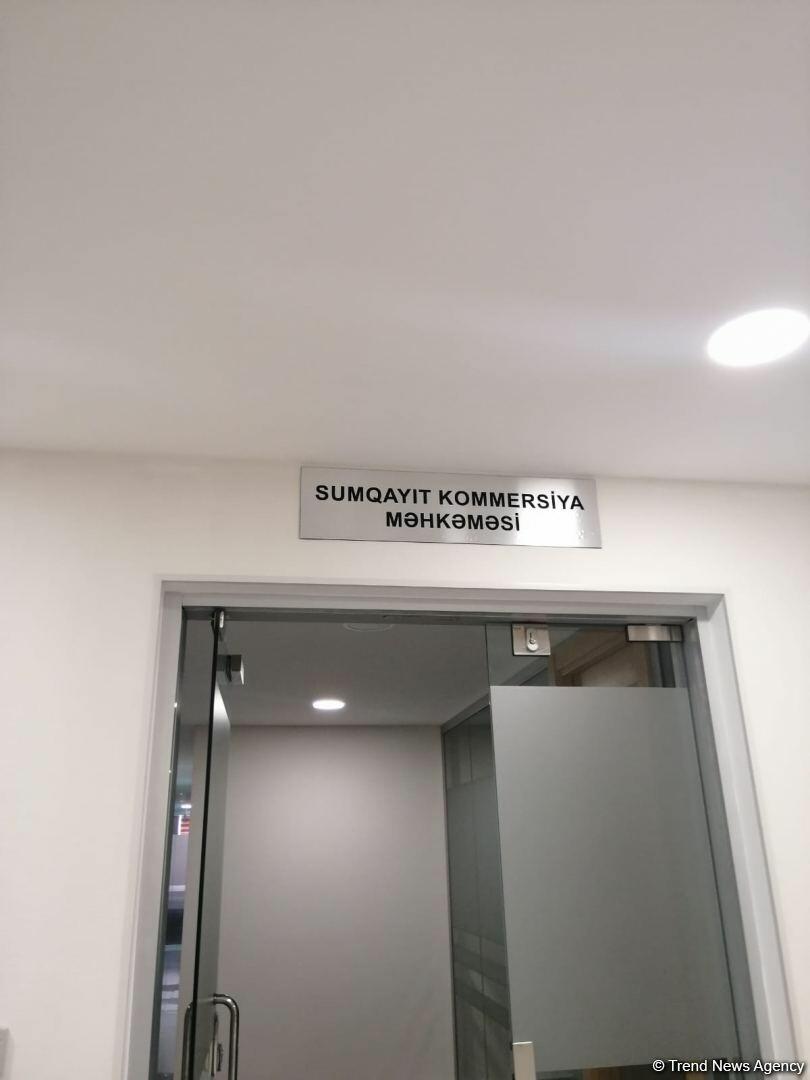 SUMQAYIT KOMMERSİYA
MƏHKƏMƏSİ
© Trend News Agency